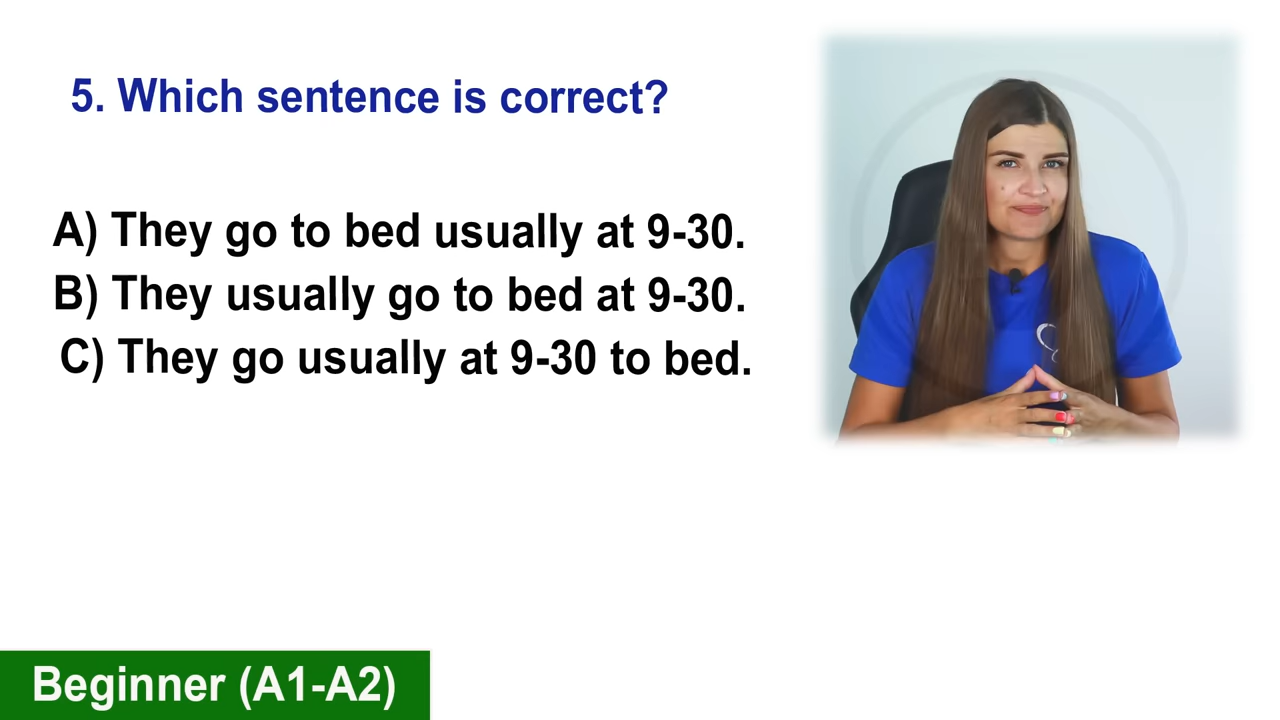 5. Which sentence is correct?
A) They go to bed usually at 9-30.
B) They usually go to bed at 9-30.
C) They go usually at 9-30 to bed.
Beginner (A1-A2)